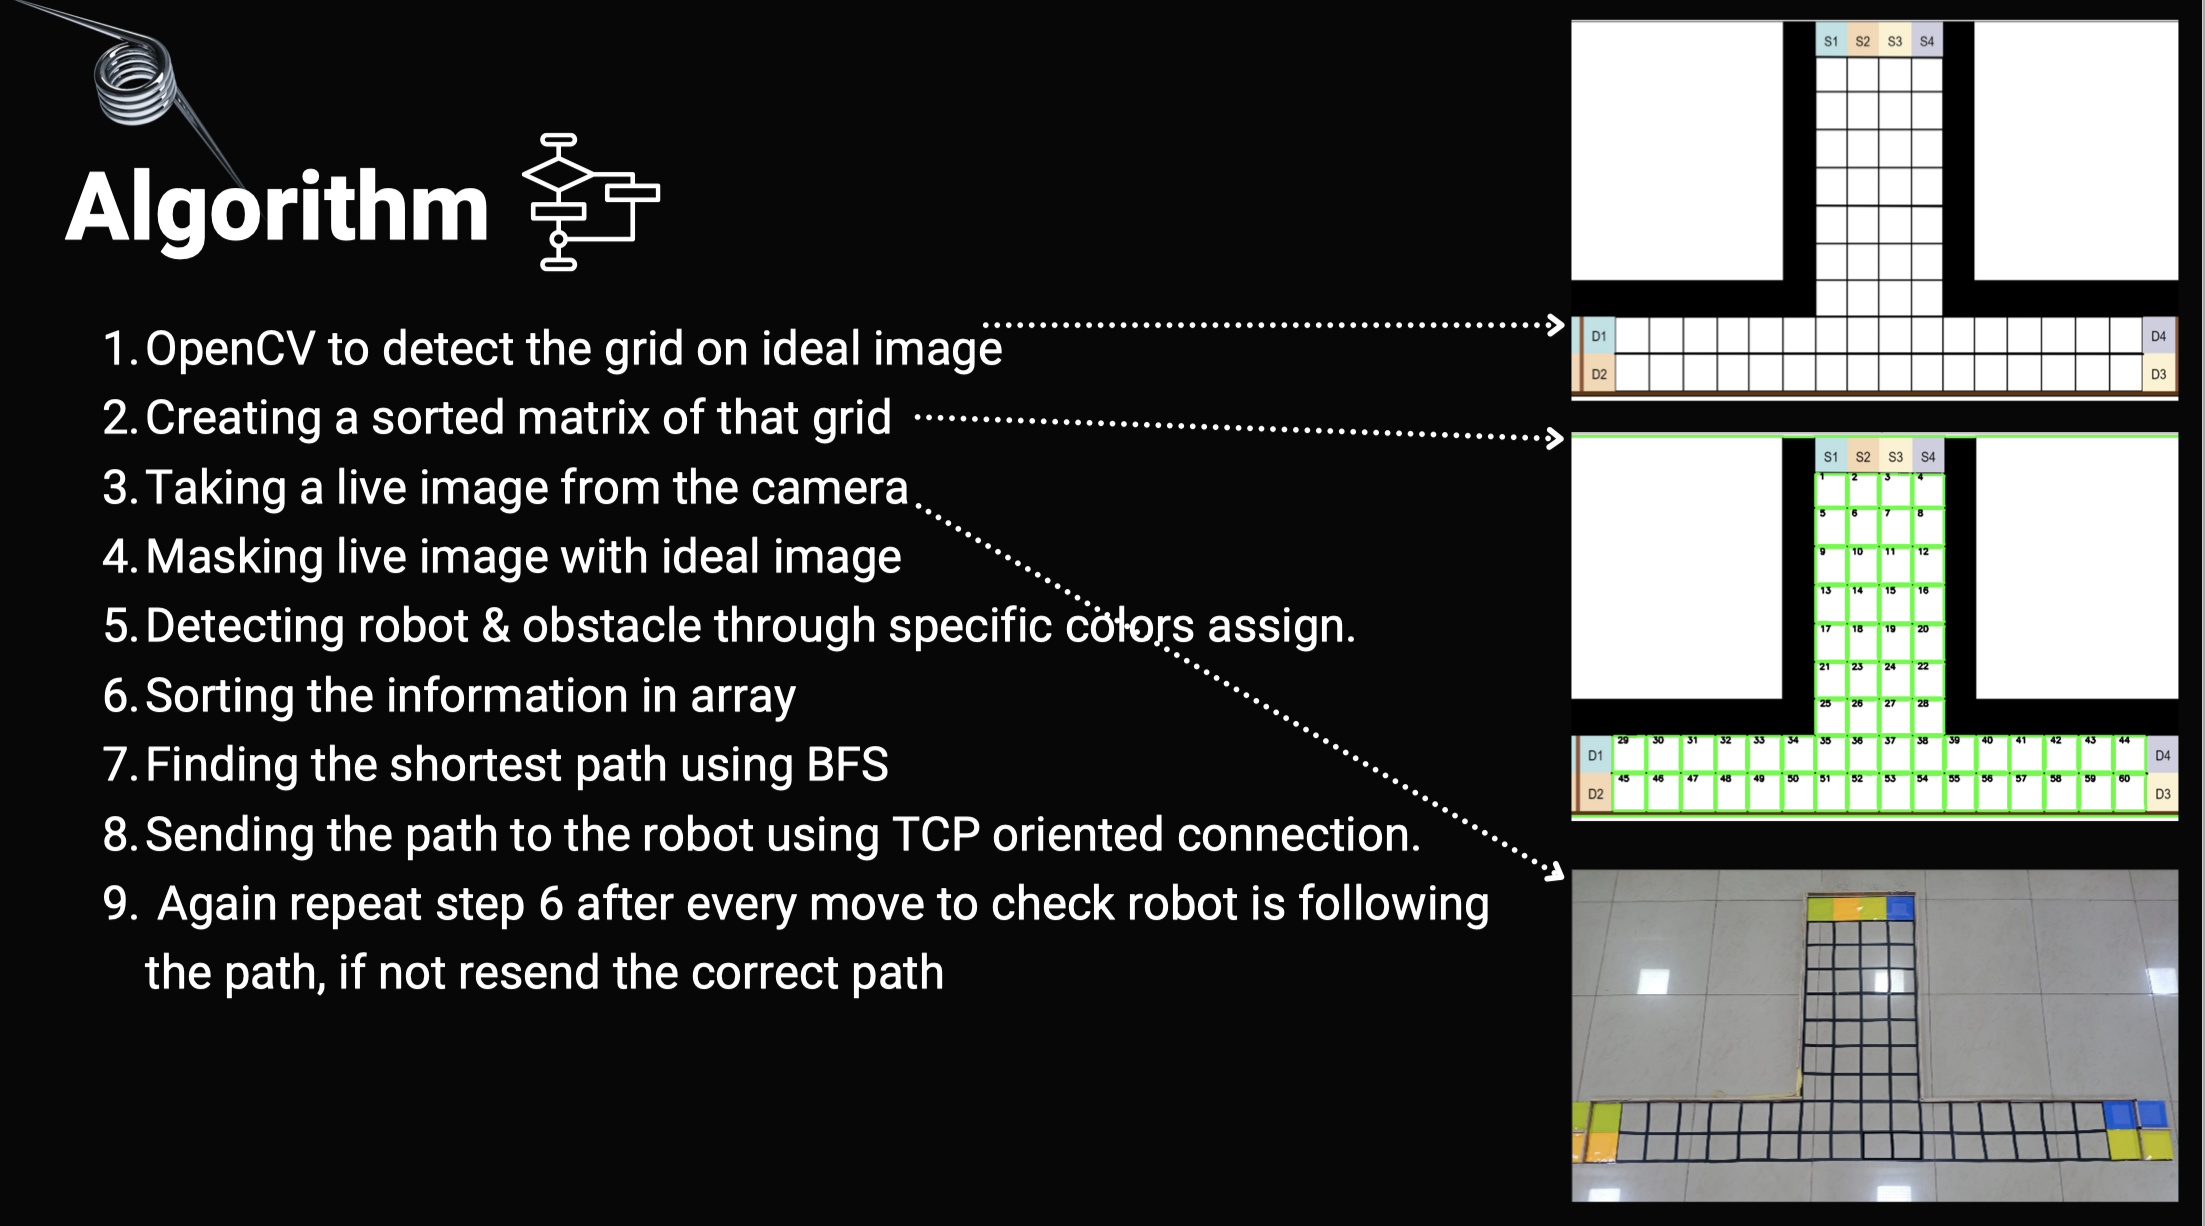 Algorithm
1. OpenCV to detect the grid on ideal image
2. Creating a sorted matrix of that grid
3. Taking a live image from the camera
4. Masking live image with ideal image
5. Detecting robot & obstacle through specific colors assign.
6. Sorting the information in array
7. Finding the shortest path using BFS
8. Sending the path to the robot using TCP oriented connection.
9. Again repeat step 6 after every move to check robot is following
the path, if not resend the correct path
S1 S2 S3 S4
D1 D4
D2 D3
S1 S2 S3 S4
1 2 3 4
5 6 7 8
9 10 11 12
13 14 15 16
17 18 19 20
21 23 24 22
25 26 27 28
D1 29 30 31 32 33 34 35 36 37 38 39 40 41 42 43 44 D4
D2 45 46 47 48 49 50 51 52 53 54 55 56 57 58 59 60 D3